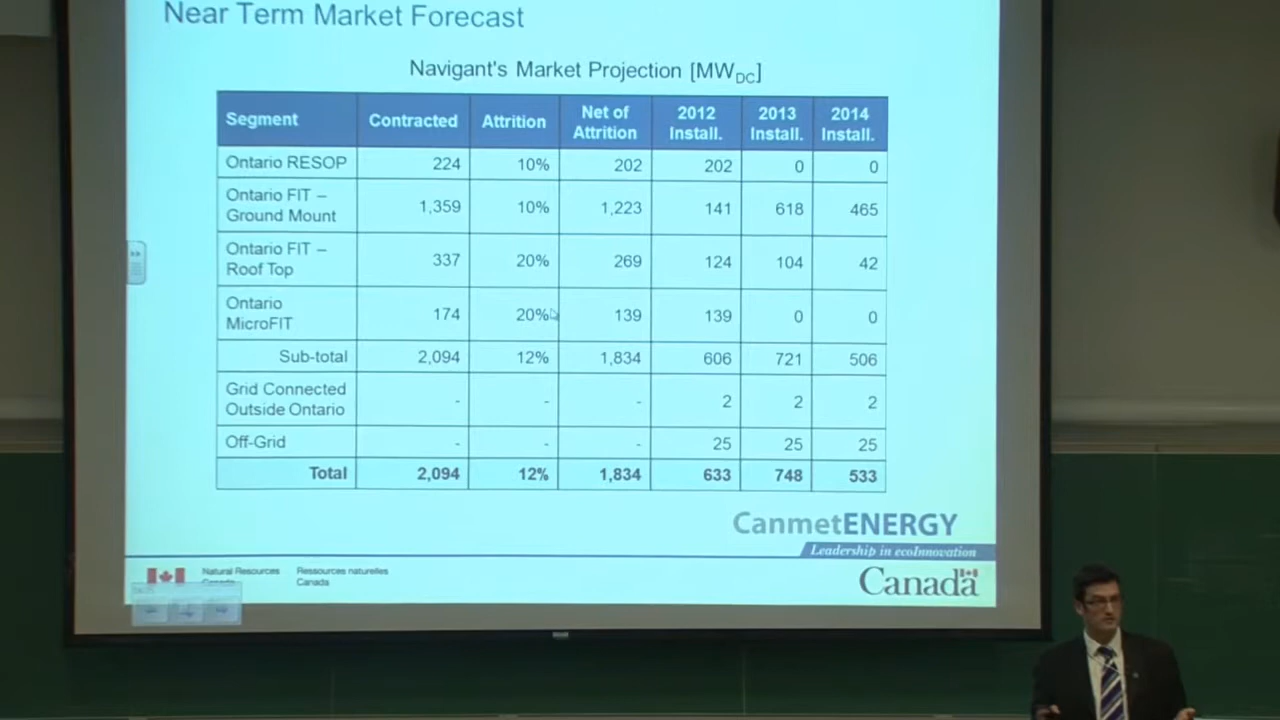 Near Term Market Forecast
Navigant's Market Projection [MWDC]
Segment Contracted Attrition Net of Attrition 2012 Install. 2013 Install. 2014 Install.
Ontario RESOP 224 10% 202 202 0 0
Ontario FIT – Ground Mount 1,359 10% 1,223 141 618 465
Ontario FIT – Roof Top 337 20% 269 124 104 42
Ontario MicroFIT 174 20% 139 139 0 0
Sub-total 2,094 12% 1,834 606 721 506
Grid Connected Outside Ontario - - - 2 2 2
Off-Grid - - - 25 25 25
Total 2,094 12% 1,834 633 748 533
CanmetENERGY
Leadership in ecoInnovation
Natural Resources Ressources naturelles
Canada Canada
Canada